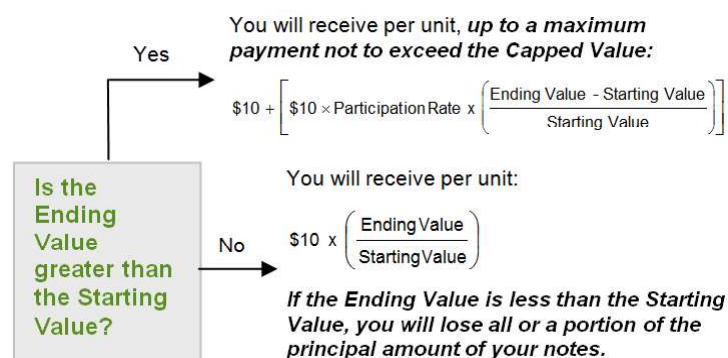 You will receive per unit, up to a maximum
Yes
payment not to exceed the Capped Value:
$10 + [ $10 × Participation Rate x ( Ending Value - Starting Value
Starting Value ) ]
Is the
Ending
Value
greater than
the Starting
Value?
You will receive per unit:
No
$10 x ( Ending Value
Starting Value )
If the Ending Value is less than the Starting
Value, you will lose all or a portion of the
principal amount of your notes.